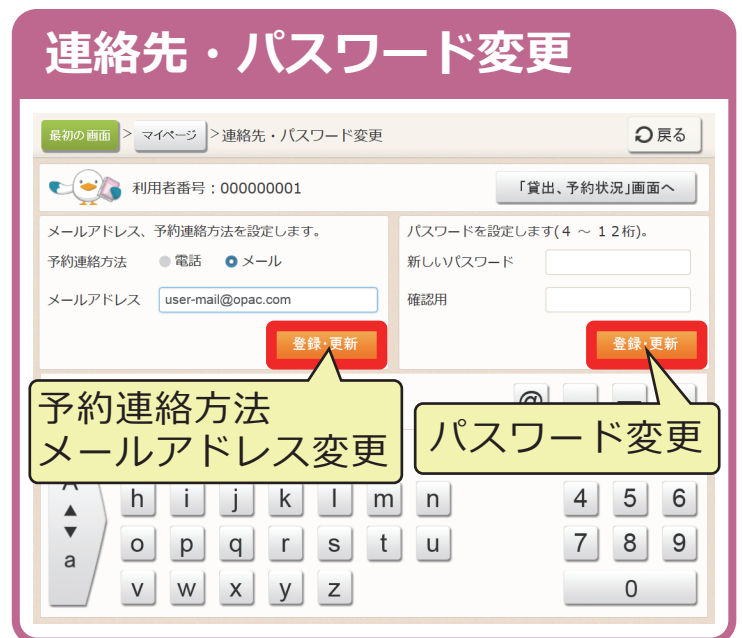 連絡先・パスワード変更
最初の画面 > マイページ >連絡先・パスワード変更
戻る
利用者番号：000000001
「貸出、予約状況」画面へ
メールアドレス、予約連絡方法を設定します。
予約連絡方法 電話 メール
メールアドレス user-mail@opac.com
登録・更新
パスワードを設定します(4 ～ 12桁)。
新しいパスワード
確認用
登録・更新
予約連絡方法
メールアドレス変更
パスワード変更
@
A
▲
▼
a
h i j k l m n
4 5 6
o p q r s t u
7 8 9
v w x y z
0